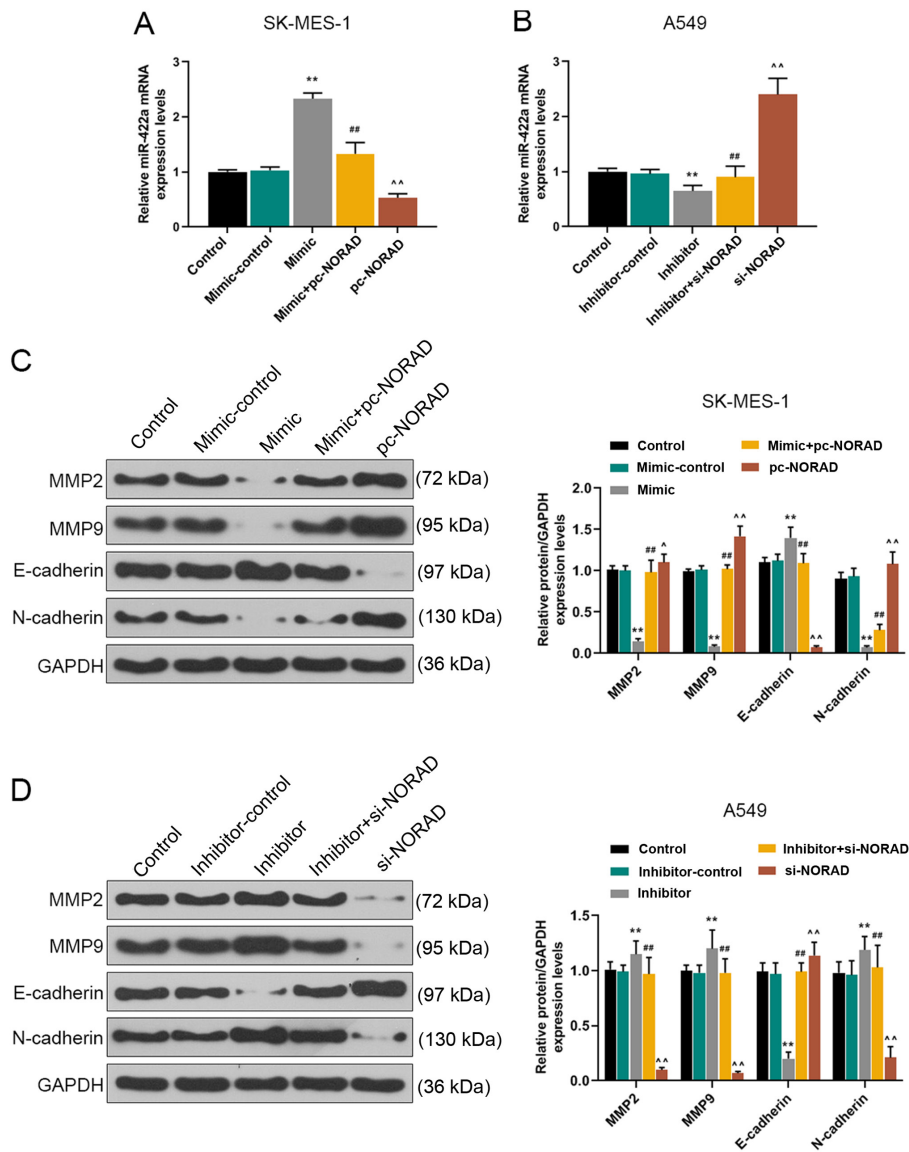 A
SK-MES-1
Relative miR-422a mRNA
expression levels
3
2
1
0
**
##
^^
Control
Mimic-control
Mimic
Mimic+pc-NORAD
pc-NORAD
B
A549
Relative miR-422a mRNA
expression levels
3
2
1
0
**
##
^^
Control
Inhibitor-control
Inhibitor
Inhibitor+si-NORAD
si-NORAD
C
Control
Mimic-control
Mimic
Mimic+pc-NORAD
pc-NORAD
MMP2 (72 kDa)
MMP9 (95 kDa)
E-cadherin (97 kDa)
N-cadherin (130 kDa)
GAPDH (36 kDa)
SK-MES-1
Control
Mimic-control
Mimic
Mimic+pc-NORAD
pc-NORAD
Relative protein/GAPDH
expression levels
2.0
1.5
1.0
0.5
0.0
** ## ^
** ## ^^
** ## ^^
** ## ^^
MMP2
MMP9
E-cadherin
N-cadherin
D
Control
Inhibitor-control
Inhibitor
Inhibitor+si-NORAD
si-NORAD
MMP2 (72 kDa)
MMP9 (95 kDa)
E-cadherin (97 kDa)
N-cadherin (130 kDa)
GAPDH (36 kDa)
A549
Control
Inhibitor-control
Inhibitor
Inhibitor+si-NORAD
si-NORAD
Relative protein/GAPDH
expression levels
1.5
1.0
0.5
0.0
** ## ^^
** ## ^^
** ## ^^
** ## ^^
MMP2
MMP9
E-cadherin
N-cadherin